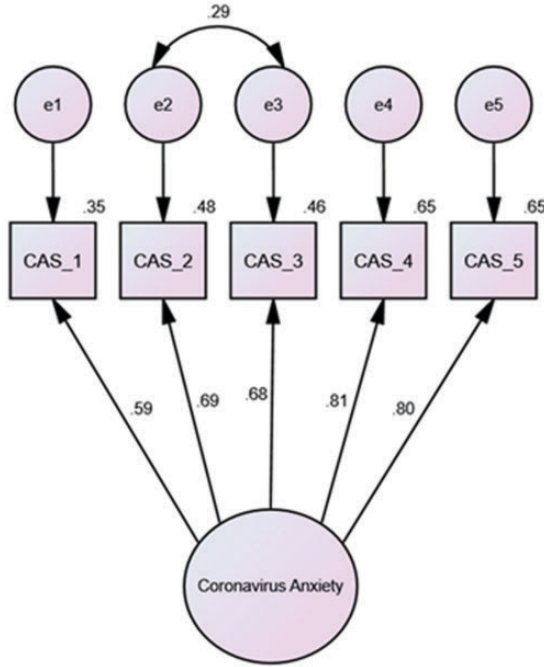 .29
e1 e2 e3 e4 e5
.35 .48 .46 .65 .65
CAS_1 CAS_2 CAS_3 CAS_4 CAS_5
.59 .69 .68 .81 .80
Coronavirus Anxiety